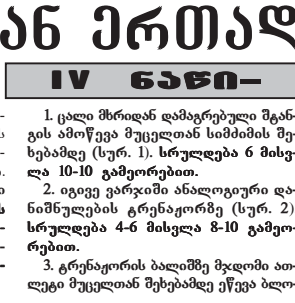 ან ერთად
IV ნაწი–
1. ცალი მხრიდან დამაგრებული შტან-
გის ამოწევა მუცელთან სიმძიმის შე-
ხებამდე (სურ. 1). სრულდება 6 მისვ-
ლა 10-10 გამეორებით.
2. იგივე ვარჯიში ანალოგიური და-
ნიშნულების ტრენაჟორზე (სურ. 2)
სრულდება 4-6 მისვლა 8-10 გამეო-
რებით.
3. ტრენაჟორის ბალიშზე მჯდომი ათ-
ლეტი მუცელთან შეხებამდე ეწევა ბლო-